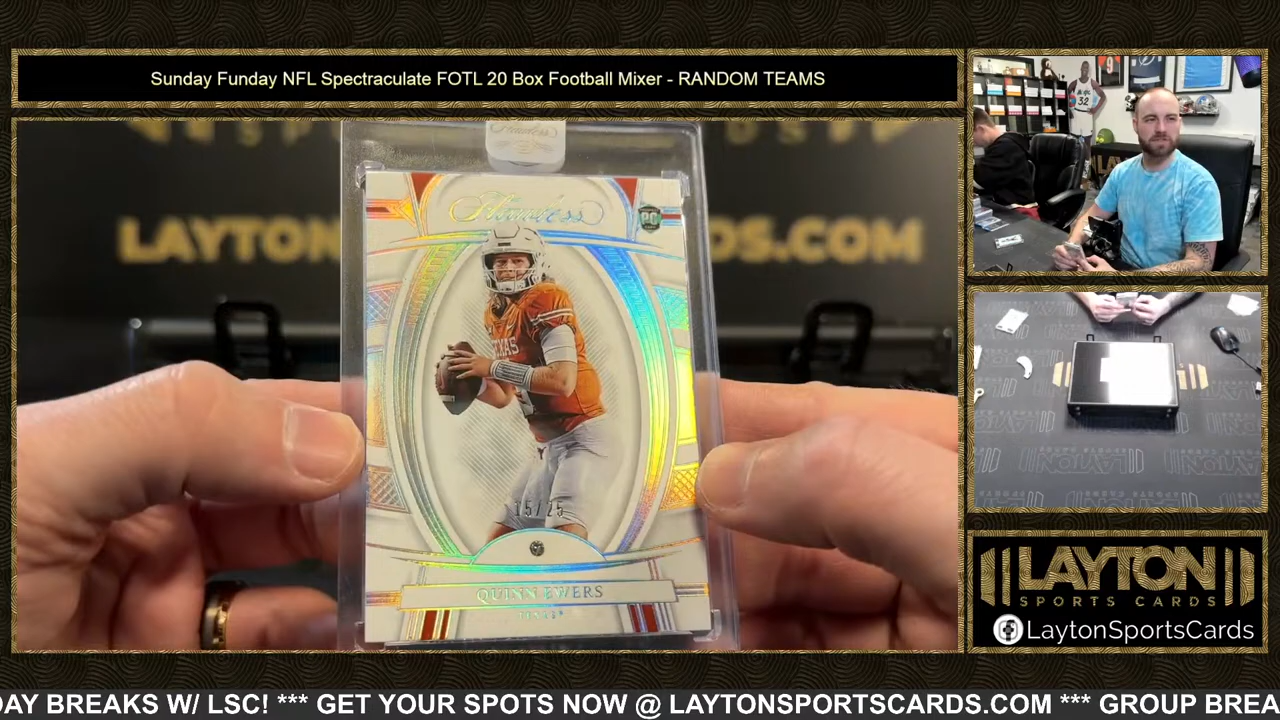 Sunday Funday NFL Spectraculate FOTL 20 Box Football Mixer - RANDOM TEAMS
LAYTON
DS.COM
Flawless
RC
TEXAS
15/25
QUINN EWERS
LAYTON
SPORTS CARDS
LaytonSportsCards
DAY BREAKS W/ LSC! *** GET YOUR SPOTS NOW @ LAYTONSPORTSCARDS.COM *** GROUP BREA